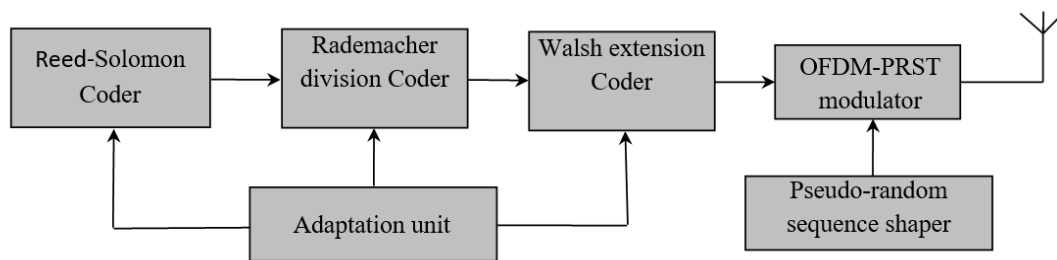 Reed-Solomon
Coder
Rademacher
division Coder
Walsh extension
Coder
OFDM-PRST
modulator
Adaptation unit
Pseudo-random
sequence shaper